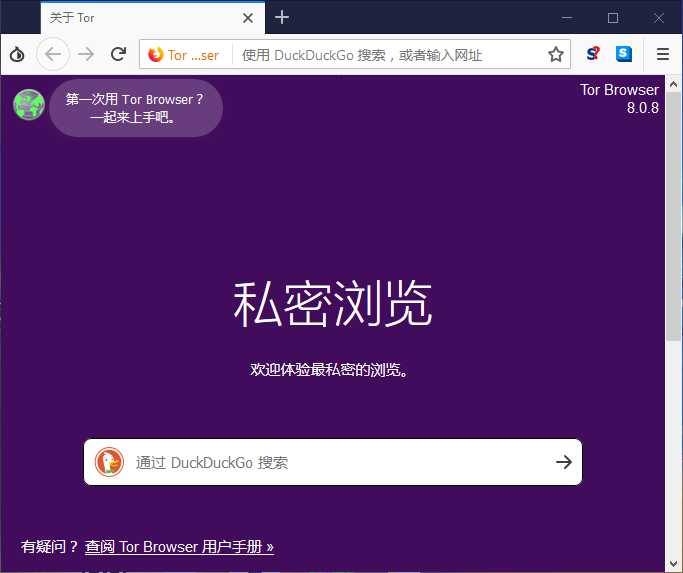 关于 Tor
Tor ...ser
使用 DuckDuckGo 搜索，或者输入网址
S?
S
第一次用 Tor Browser？
一起来上手吧。
Tor Browser
8.0.8
私密浏览
欢迎体验最私密的浏览。
通过 DuckDuckGo 搜索
有疑问？ 查阅 Tor Browser 用户手册 »